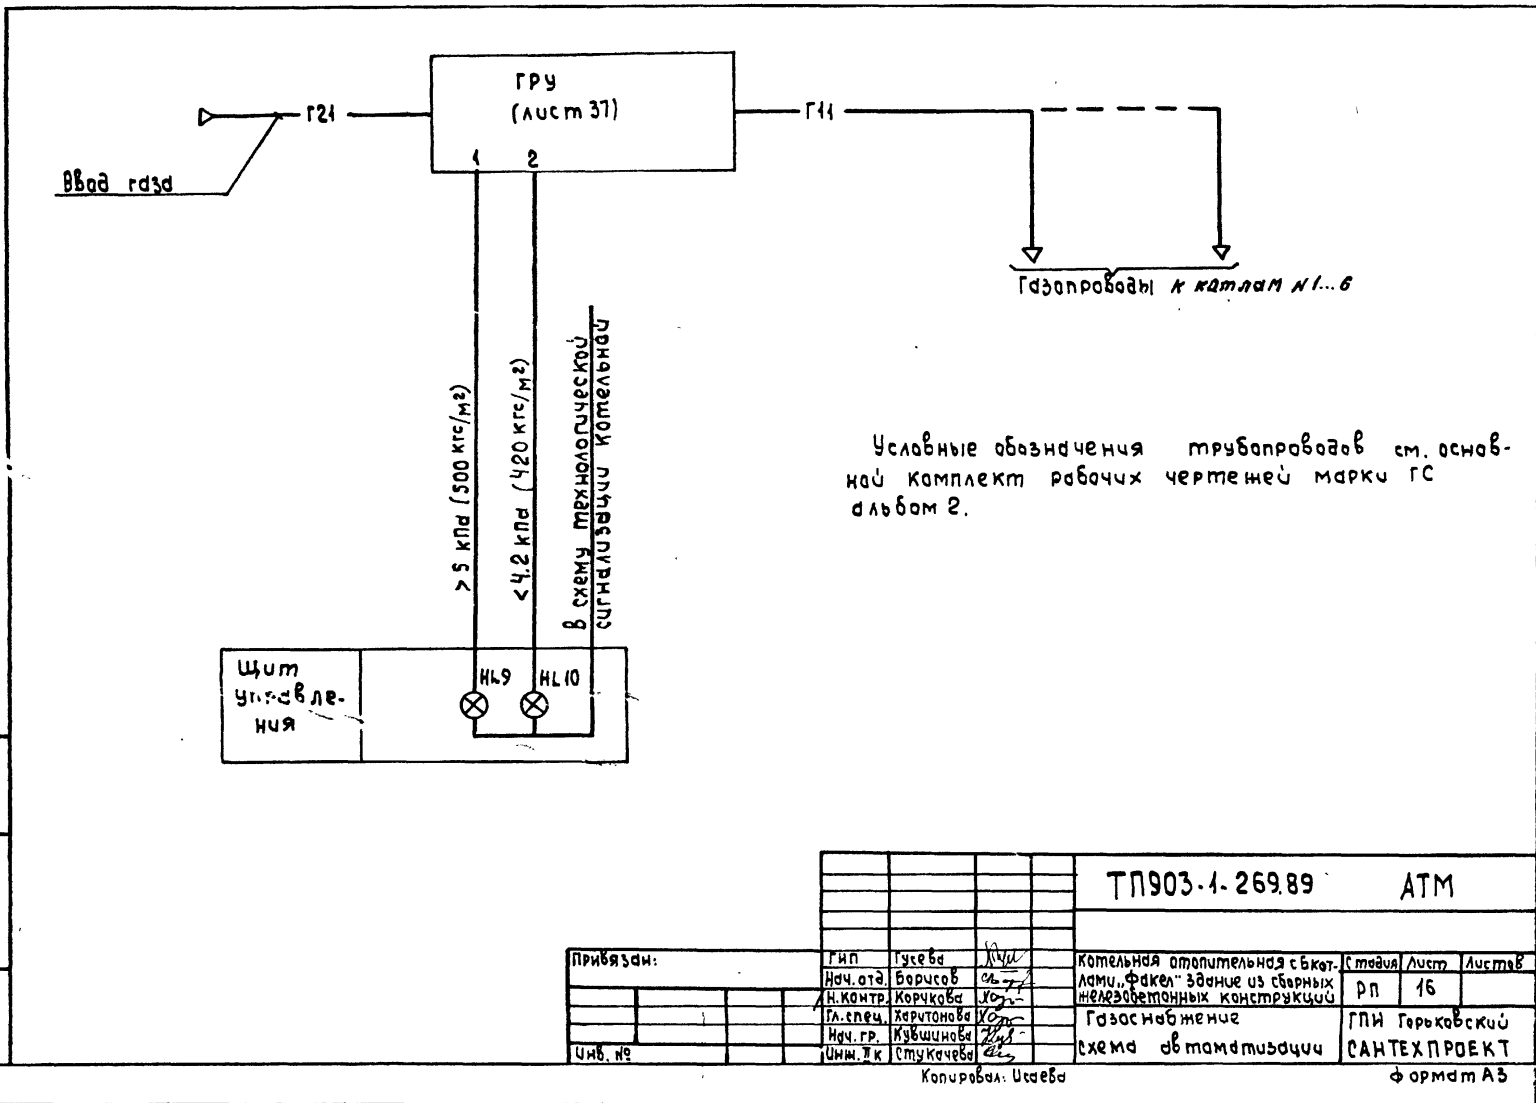 ГРУ
(лист 37)
Г21
Г11
1 2
Ввод газа
Газопроводы к котлам N1...6
> 5 кПа (500 кгс/м²)
< 4.2 кПа (420 кгс/м²)
В схему технологической
сигнализации котельной
Условные обозначения трубопроводов см. основ-
ной комплект рабочих чертежей марки ГС
альбом 2.
Щит
управле-
ния
HL9
HL10
ТП903-1-269.89 АТМ
Привязан:
Инв. №
ГИП Гусева
Нач. отд. Борисов
Н.контр. Корчкова
Гл. спец. Харитонова
Нач. гр. Кувшинова
Инж. II к Стукачева
Котельная отопительная с 6 кот-
лами „Факел" Здание из сборных
железобетонных конструкций
Стадия Лист Листов
РП 16
Газоснабжение
схема автоматизации
ГПИ Горьковский
САНТЕХПРОЕКТ
Копировал: Исаева
Формат А3